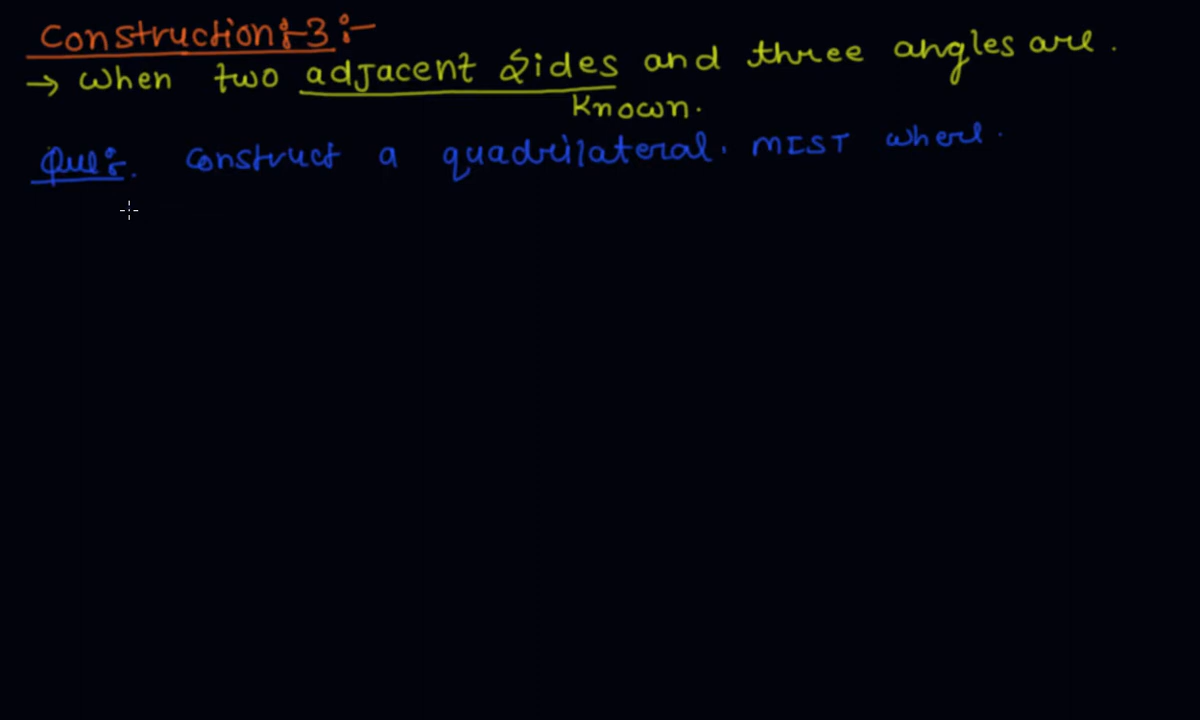 Construction:-3:-
→ When two adjacent sides and three angles are.
Known.
Que:-. Construct a quadrilateral. MIST where.